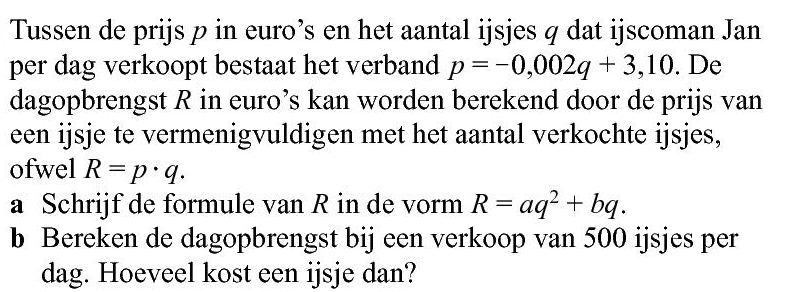 Tussen de prijs p in euro’s en het aantal ijsjes q dat ijscoman Jan
per dag verkoopt bestaat het verband p = −0,002q + 3,10. De
dagopbrengst R in euro’s kan worden berekend door de prijs van
een ijsje te vermenigvuldigen met het aantal verkochte ijsjes,
ofwel R = p · q.
a Schrijf de formule van R in de vorm R = aq² + bq.
b Bereken de dagopbrengst bij een verkoop van 500 ijsjes per
dag. Hoeveel kost een ijsje dan?